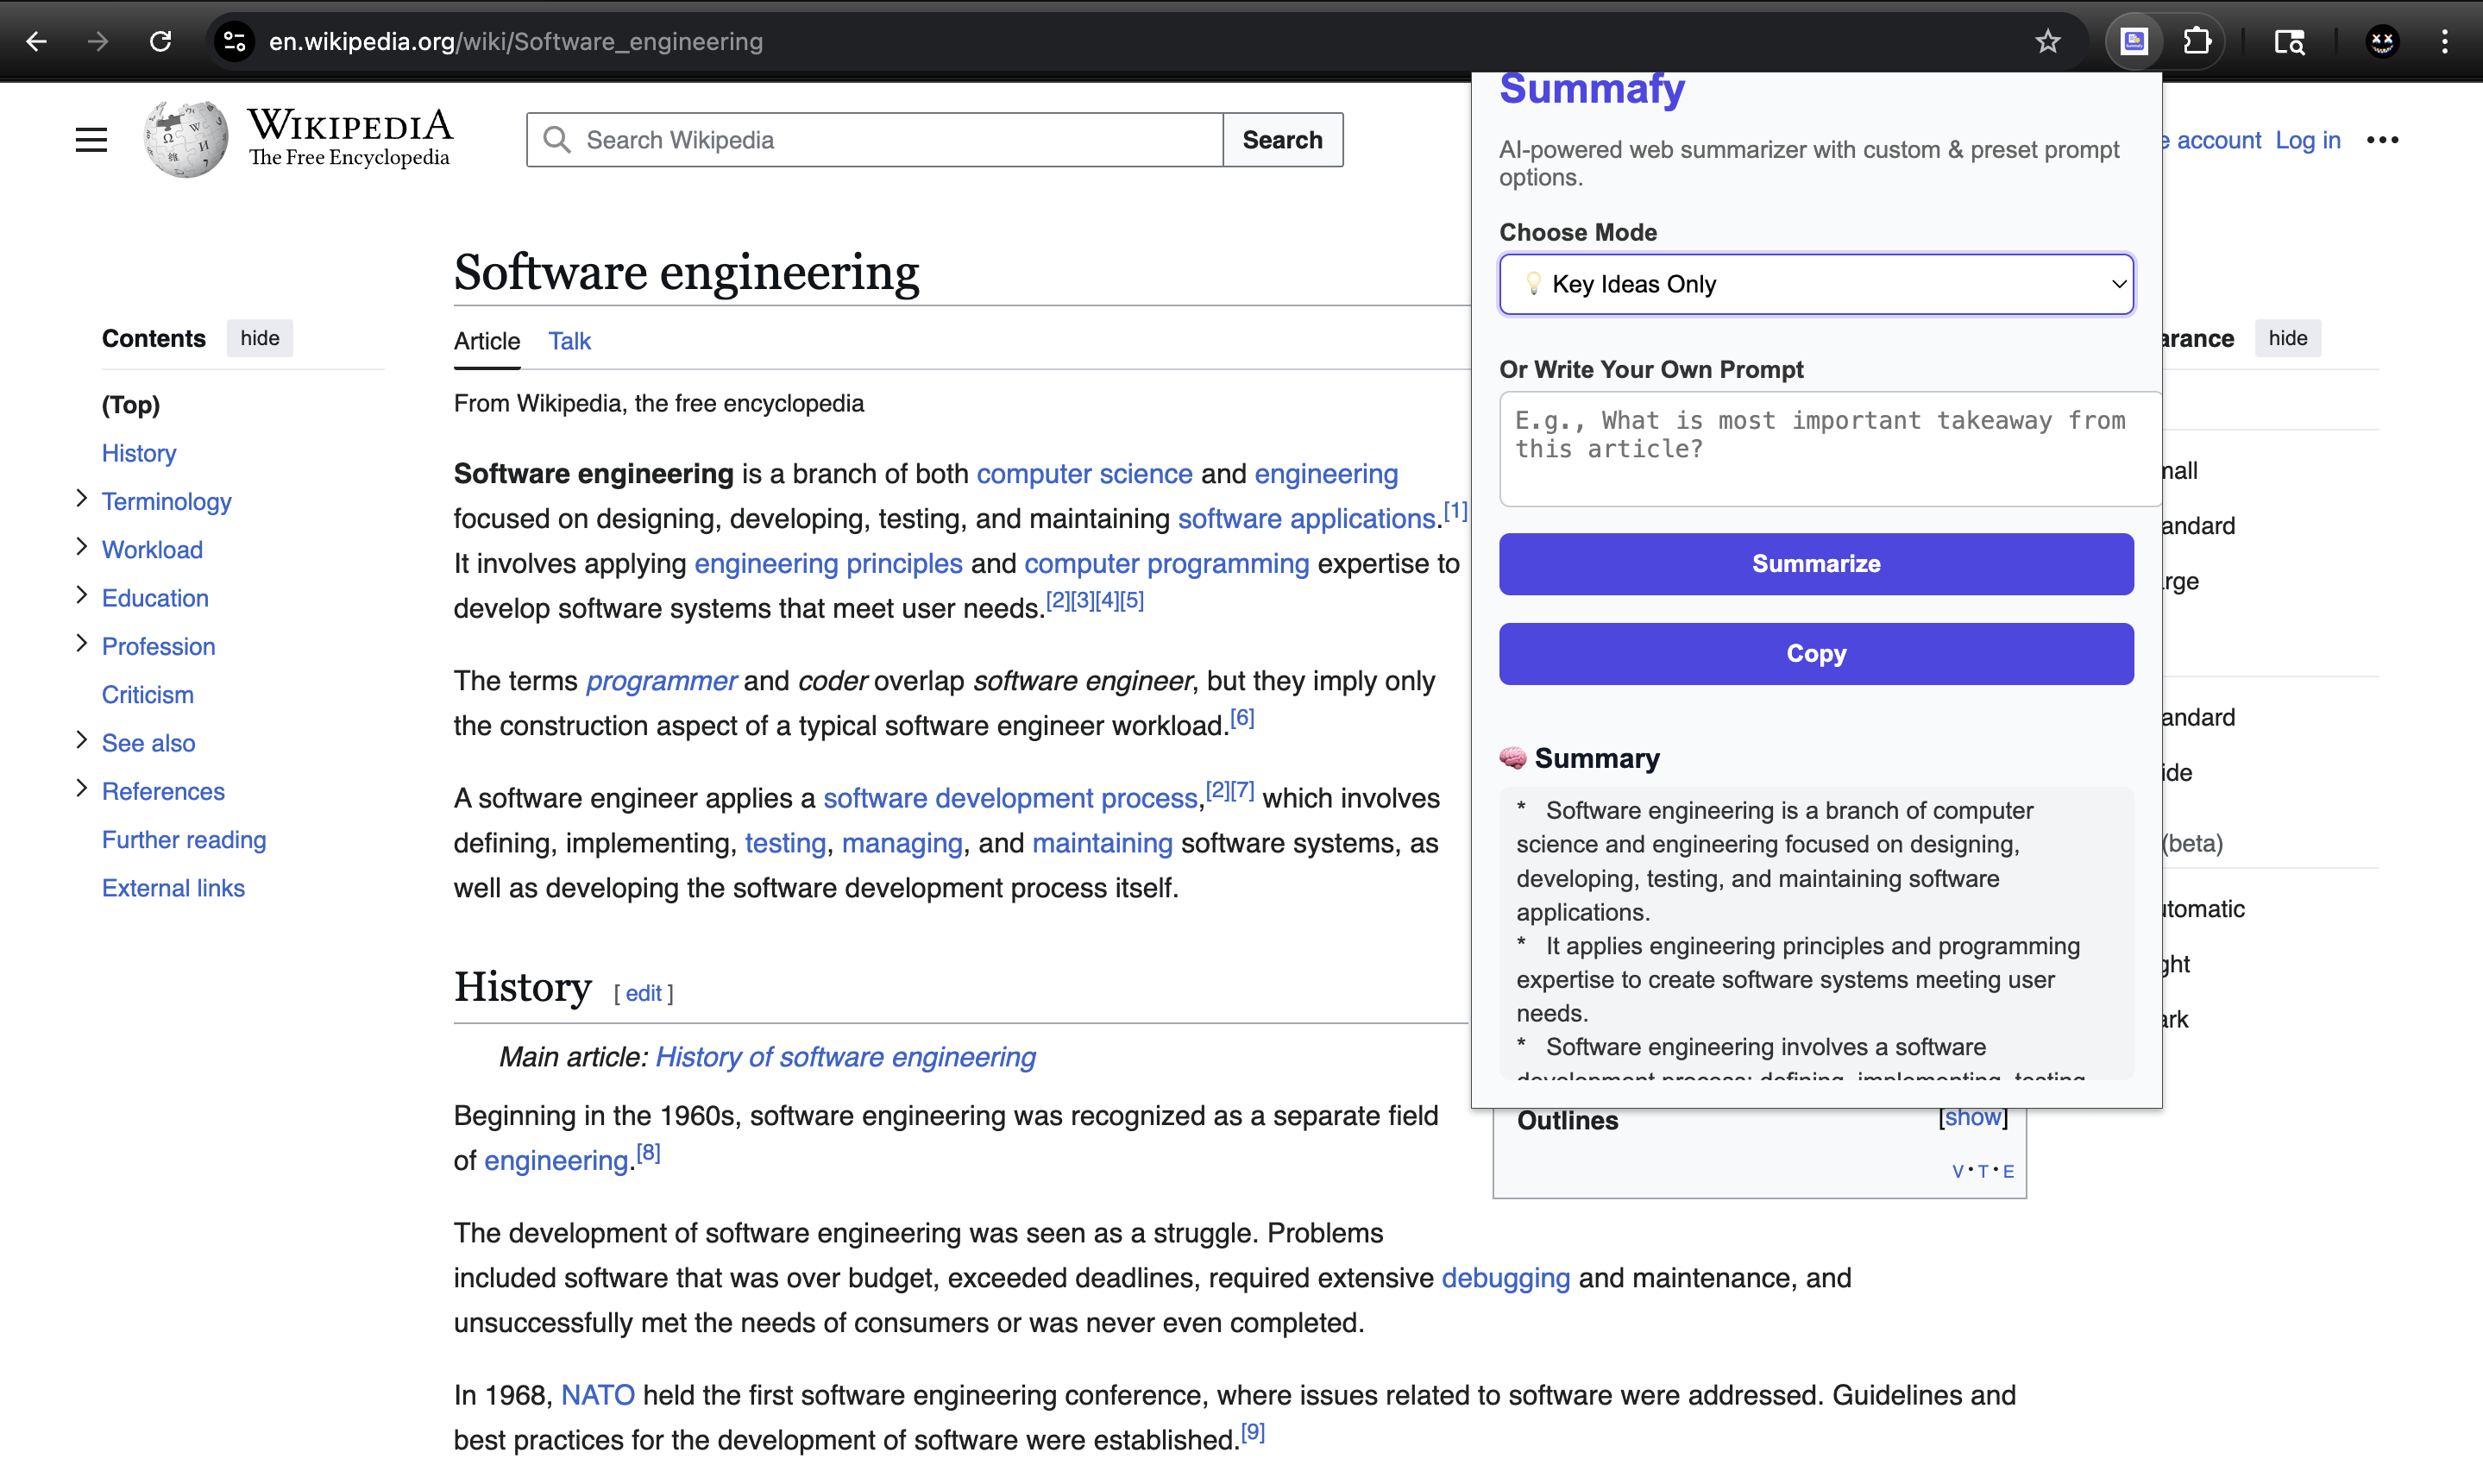 en.wikipedia.org/wiki/Software_engineering
WIKIPEDIA
The Free Encyclopedia
Search Wikipedia
Search
account Log in
Contents hide
(Top)
History
Terminology
Workload
Education
Profession
Criticism
See also
References
Further reading
External links
Software engineering
Article Talk
From Wikipedia, the free encyclopedia
Software engineering is a branch of both computer science and engineering
focused on designing, developing, testing, and maintaining software applications.[1]
It involves applying engineering principles and computer programming expertise to
develop software systems that meet user needs.[2][3][4][5]
The terms programmer and coder overlap software engineer, but they imply only
the construction aspect of a typical software engineer workload.[6]
A software engineer applies a software development process,[2][7] which involves
defining, implementing, testing, managing, and maintaining software systems, as
well as developing the software development process itself.
History [ edit ]
Main article: History of software engineering
Beginning in the 1960s, software engineering was recognized as a separate field
of engineering.[8]
The development of software engineering was seen as a struggle. Problems
included software that was over budget, exceeded deadlines, required extensive debugging and maintenance, and
unsuccessfully met the needs of consumers or was never even completed.
In 1968, NATO held the first software engineering conference, where issues related to software were addressed. Guidelines and
best practices for the development of software were established.[9]
Summafy
AI-powered web summarizer with custom & preset prompt
options.
Choose Mode
Key Ideas Only
Or Write Your Own Prompt
E.g., What is most important takeaway from
this article?
Summarize
Copy
Summary
* Software engineering is a branch of computer
science and engineering focused on designing,
developing, testing, and maintaining software
applications.
* It applies engineering principles and programming
expertise to create software systems meeting user
needs.
* Software engineering involves a software
development process: defining, implementing, testing,
Outlines [show]
V • T • E
arance hide
mall
andard
rge
andard
ide
(beta)
utomatic
ght
ark